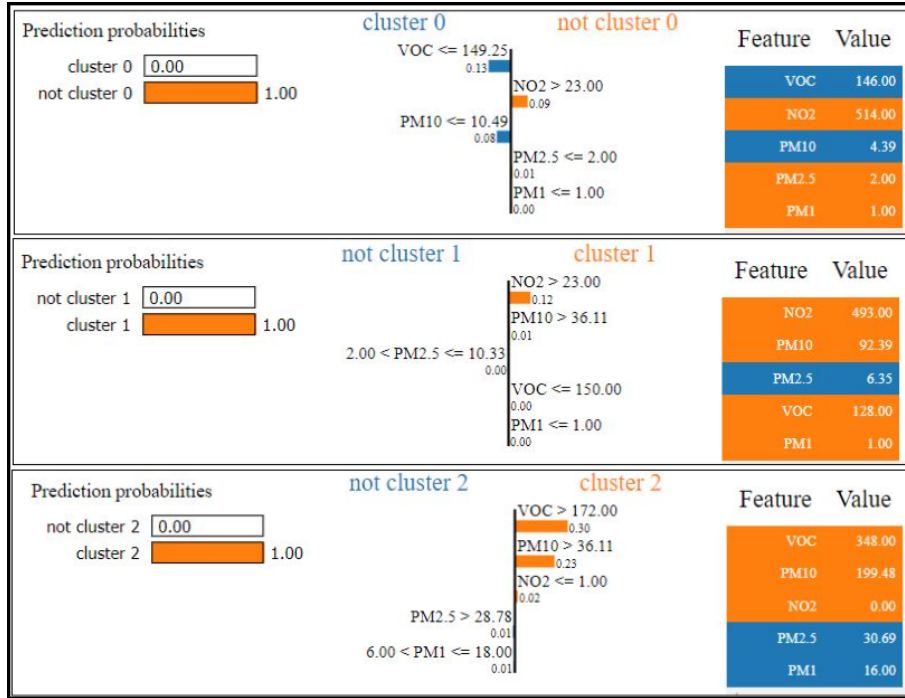 cluster 0 not cluster 0
Prediction probabilities
cluster 0 0.00
not cluster 0 1.00
VOC <= 149.25
0.13
NO2 > 23.00
0.09
PM10 <= 10.49
0.08
PM2.5 <= 2.00
0.01
PM1 <= 1.00
0.00
Feature Value
VOC 146.00
NO2 514.00
PM10 4.39
PM2.5 2.00
PM1 1.00
not cluster 1 cluster 1
Prediction probabilities
not cluster 1 0.00
cluster 1 1.00
NO2 > 23.00
0.12
PM10 > 36.11
0.01
2.00 < PM2.5 <= 10.33
0.00
VOC <= 150.00
0.00
PM1 <= 1.00
0.00
Feature Value
NO2 493.00
PM10 92.39
PM2.5 6.35
VOC 128.00
PM1 1.00
not cluster 2 cluster 2
Prediction probabilities
not cluster 2 0.00
cluster 2 1.00
VOC > 172.00
0.30
PM10 > 36.11
0.23
NO2 <= 1.00
0.02
PM2.5 > 28.78
0.01
6.00 < PM1 <= 18.00
0.01
Feature Value
VOC 348.00
PM10 199.48
NO2 0.00
PM2.5 30.69
PM1 16.00